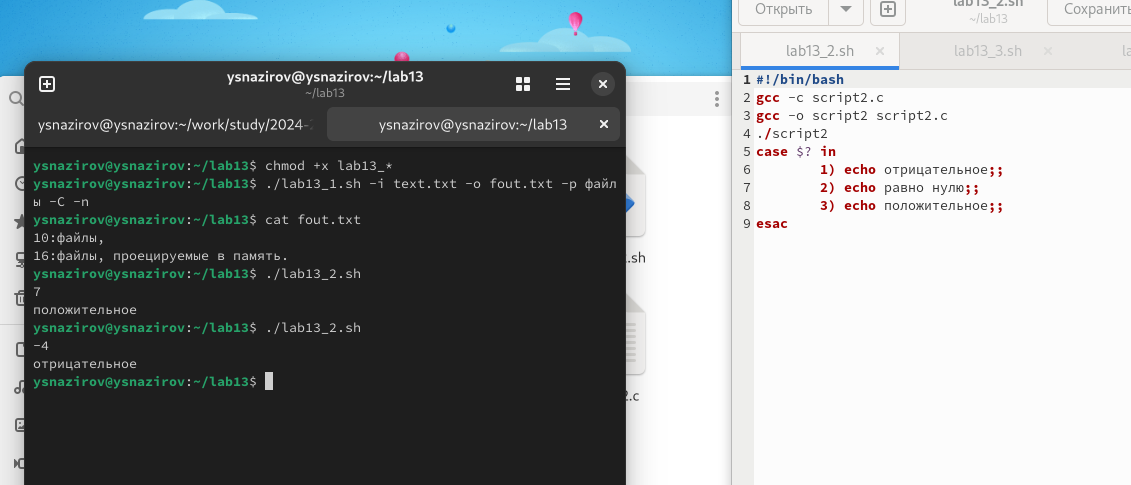 ysnazirov@ysnazirov:~/lab13
~/lab13
ysnazirov@ysnazirov:~/work/study/2024-
ysnazirov@ysnazirov:~/lab13
ysnazirov@ysnazirov:~/lab13$ chmod +x lab13_*
ysnazirov@ysnazirov:~/lab13$ ./lab13_1.sh -i text.txt -o fout.txt -p файл
ы -C -n
ysnazirov@ysnazirov:~/lab13$ cat fout.txt
10:файлы,
16:файлы, проецируемые в память.
ysnazirov@ysnazirov:~/lab13$ ./lab13_2.sh
7
положительное
ysnazirov@ysnazirov:~/lab13$ ./lab13_2.sh
-4
отрицательное
ysnazirov@ysnazirov:~/lab13$
.sh
2.c
Открыть
lab13_2.sh
~/lab13
Сохранить
lab13_2.sh
lab13_3.sh
la
1 #!/bin/bash
2 gcc -c script2.c
3 gcc -o script2 script2.c
4 ./script2
5 case $? in
6 1) echo отрицательное;;
7 2) echo равно нулю;;
8 3) echo положительное;;
9 esac